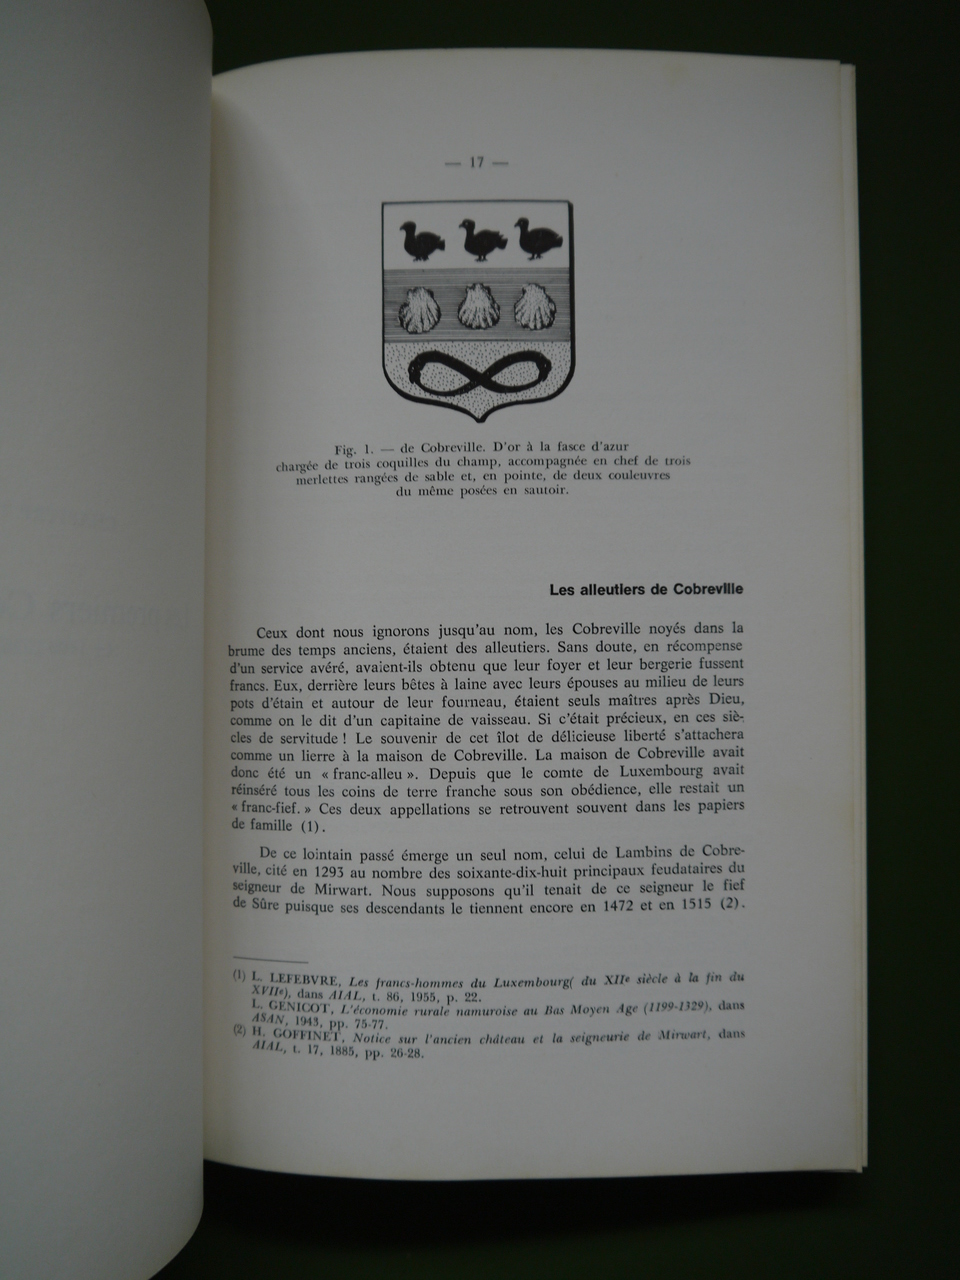 — 17 —
Fig. 1. — de Cobreville. D'or à la fasce d'azur
chargée de trois coquilles du champ, accompagnée en chef de trois
merlettes rangées de sable et, en pointe, de deux couleuvres
du même posées en sautoir.
Les alleutiers de Cobreville
Ceux dont nous ignorons jusqu'au nom, les Cobreville noyés dans la
brume des temps anciens, étaient des alleutiers. Sans doute, en récompense
d'un service avéré, avaient-ils obtenu que leur foyer et leur bergerie fussent
francs. Eux, derrière leurs bêtes à laine avec leurs épouses au milieu de leurs
pots d'étain et autour de leur fourneau, étaient seuls maîtres après Dieu,
comme on le dit d'un capitaine de vaisseau. Si c'était précieux, en ces siè-
cles de servitude ! Le souvenir de cet îlot de délicieuse liberté s'attachera
comme un lierre à la maison de Cobreville. La maison de Cobreville avait
donc été un « franc-alleu ». Depuis que le comte de Luxembourg avait
réinséré tous les coins de terre franche sous son obédience, elle restait un
« franc-fief. » Ces deux appellations se retrouvent souvent dans les papiers
de famille (1).
De ce lointain passé émerge un seul nom, celui de Lambins de Cobre-
ville, cité en 1293 au nombre des soixante-dix-huit principaux feudataires du
seigneur de Mirwart. Nous supposons qu'il tenait de ce seigneur le fief
de Sûre puisque ses descendants le tiennent encore en 1472 et en 1515 (2).
(1) L. LEFEBVRE, Les francs-hommes du Luxembourg( du XIIe siècle à la fin du
XVIIe), dans AIAL, t. 86, 1955, p. 22.
L. GENICOT, L'économie rurale namuroise au Bas Moyen Age (1199-1329), dans
ASAN, 1943, pp. 75-77.
(2) H. GOFFINET, Notice sur l'ancien château et la seigneurie de Mirwart, dans
AIAL, t. 17, 1885, pp. 26-28.